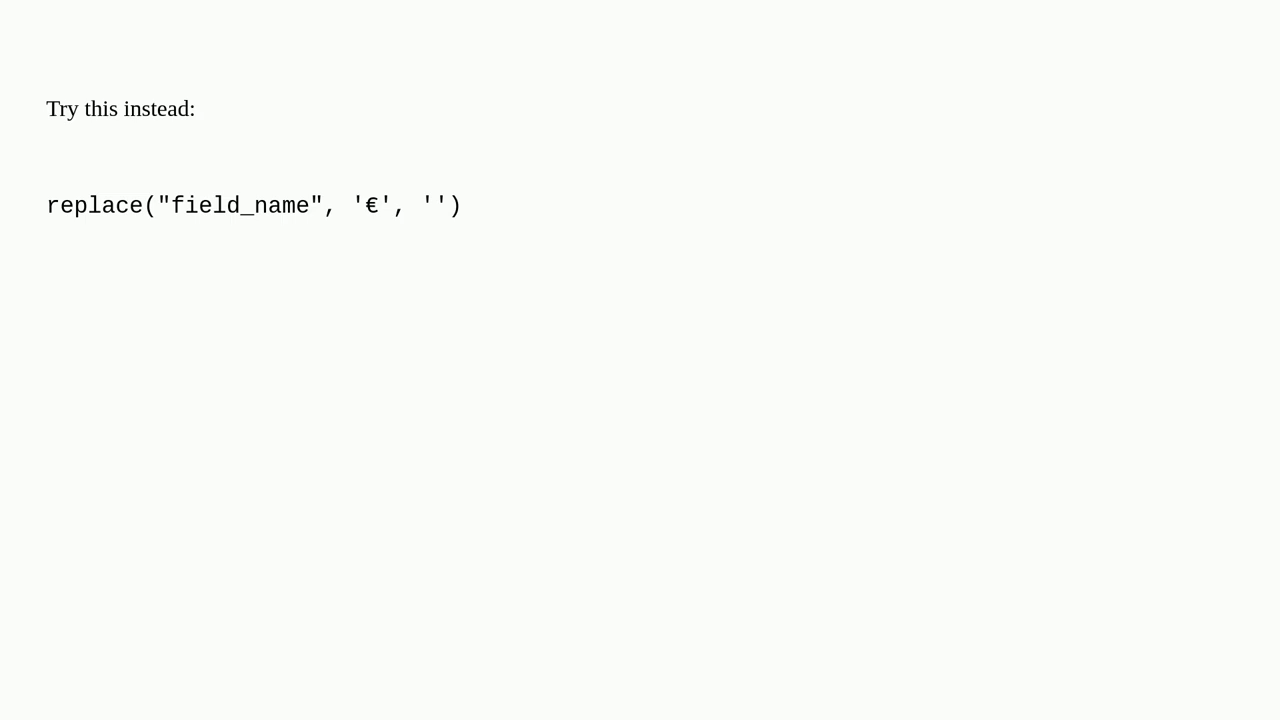 Try this instead:
replace("field_name", '€', '')